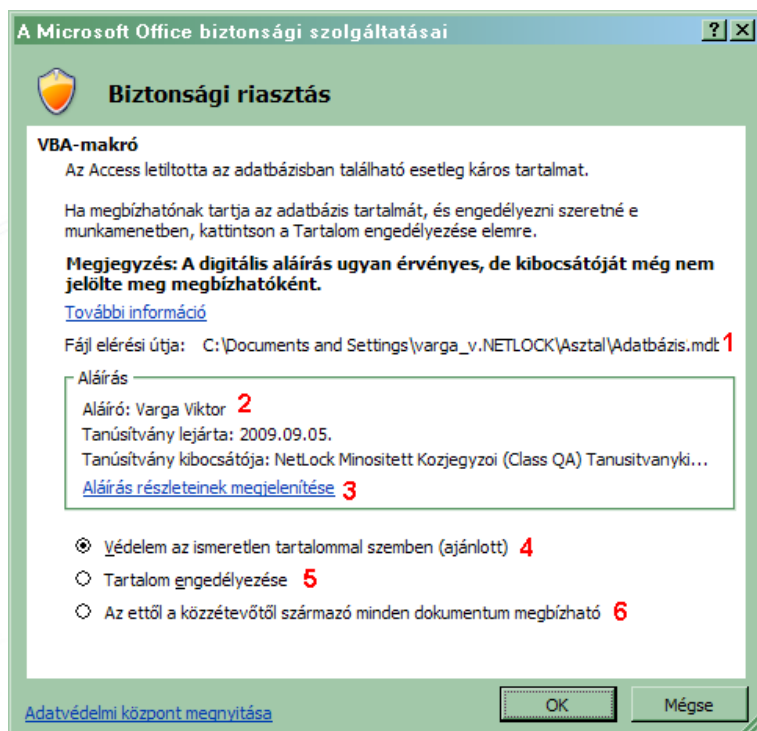 A Microsoft Office biztonsági szolgáltatásai
Biztonsági riasztás
VBA-makró
Az Access letiltotta az adatbázisban található esetleg káros tartalmat.
Ha megbízhatónak tartja az adatbázis tartalmát, és engedélyezni szeretné e
munkamenetben, kattintson a Tartalom engedélyezése elemre.
Megjegyzés: A digitális aláírás ugyan érvényes, de kibocsátóját még nem
jelölte meg megbízhatóként.
További információ
Fájl elérési útja: C:\Documents and Settings\varga_v.NETLOCK\Asztal\Adatbázis.mdb 1
Aláírás
Aláíró: Varga Viktor 2
Tanúsítvány lejárta: 2009.09.05.
Tanúsítvány kibocsátója: NetLock Minositett Kozjegyzoi (Class QA) Tanusitvanyki...
Aláírás részleteinek megjelenítése 3
Védelem az ismeretlen tartalommal szemben (ajánlott) 4
Tartalom engedélyezése 5
Az ettől a közzétevőtől származó minden dokumentum megbízható 6
Adatvédelmi központ megnyitása
OK
Mégse